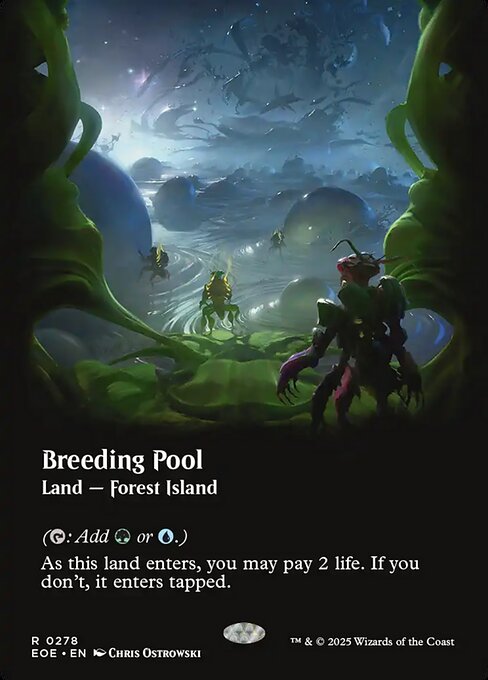 Breeding Pool
Land — Forest Island
(: Add or .)
As this land enters, you may pay 2 life. If you
don't, it enters tapped.
R 0278
EOE • EN Chris Ostrowski
™ & © 2025 Wizards of the Coast